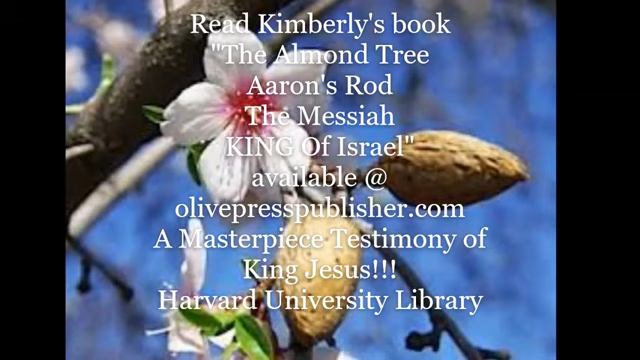 Read Kimberly's book
"The Almond Tree
Aaron's Rod
The Messiah
KING Of Israel"
available @
olivepresspublisher.com
A Masterpiece Testimony of
King Jesus!!!
Harvard University Library